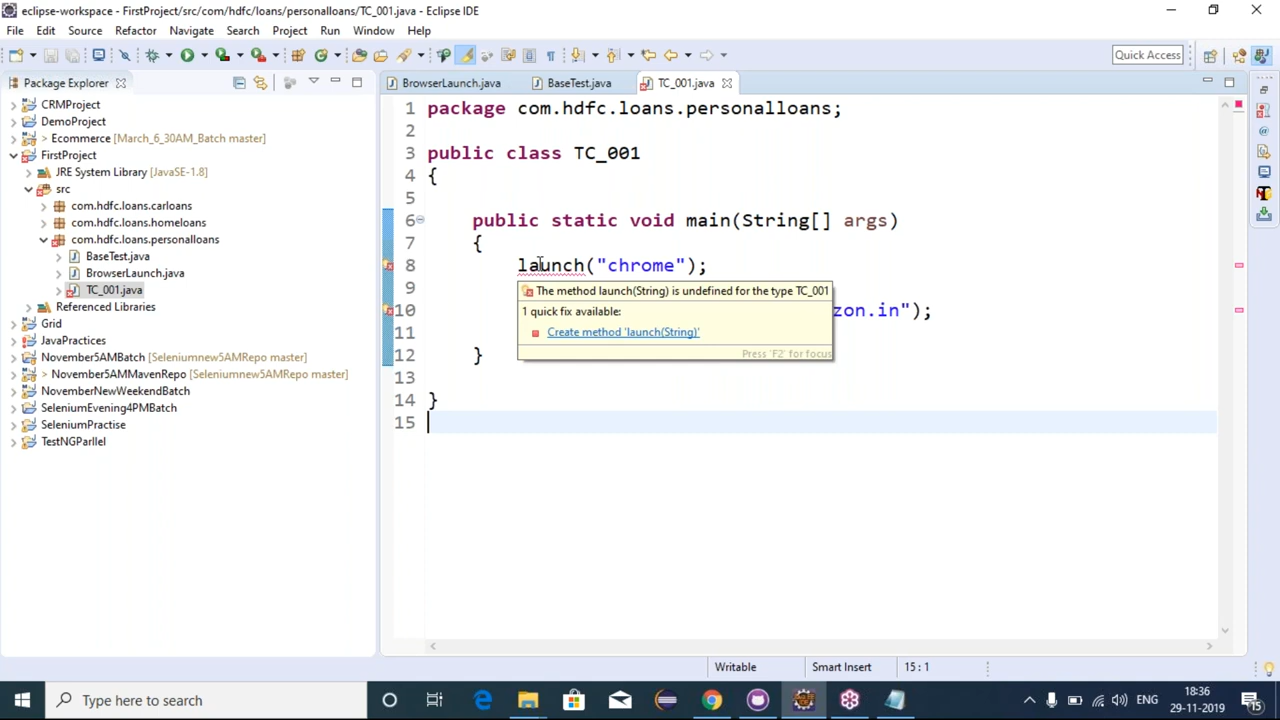 eclipse-workspace - FirstProject/src/com/hdfc/loans/personalloans/TC_001.java - Eclipse IDE
File Edit Source Refactor Navigate Search Project Run Window Help
Quick Access
Package Explorer
BrowserLaunch.java BaseTest.java TC_001.java
CRMProject
DemoProject
> Ecommerce [March_6_30AM_Batch master]
FirstProject
JRE System Library [JavaSE-1.8]
src
com.hdfc.loans.carloans
com.hdfc.loans.homeloans
com.hdfc.loans.personalloans
BaseTest.java
BrowserLaunch.java
TC_001.java
Referenced Libraries
Grid
JavaPractices
November5AMBatch [Seleniumnew5AMRepo master]
> November5AMMavenRepo [Seleniumnew5AMRepo master]
NovemberNewWeekendBatch
SeleniumEvening4PMBatch
SeleniumPractise
TestNGParllel
1 package com.hdfc.loans.personalloans;
2
3 public class TC_001
4 {
5
6 public static void main(String[] args)
7 {
8 launch("chrome");
9
10 zon.in");
11
12 }
13
14 }
15
The method launch(String) is undefined for the type TC_001
1 quick fix available:
Create method 'launch(String)'
Press 'F2' for focus
Writable Smart Insert 15 : 1
Type here to search
ENG
18:36
29-11-2019
15